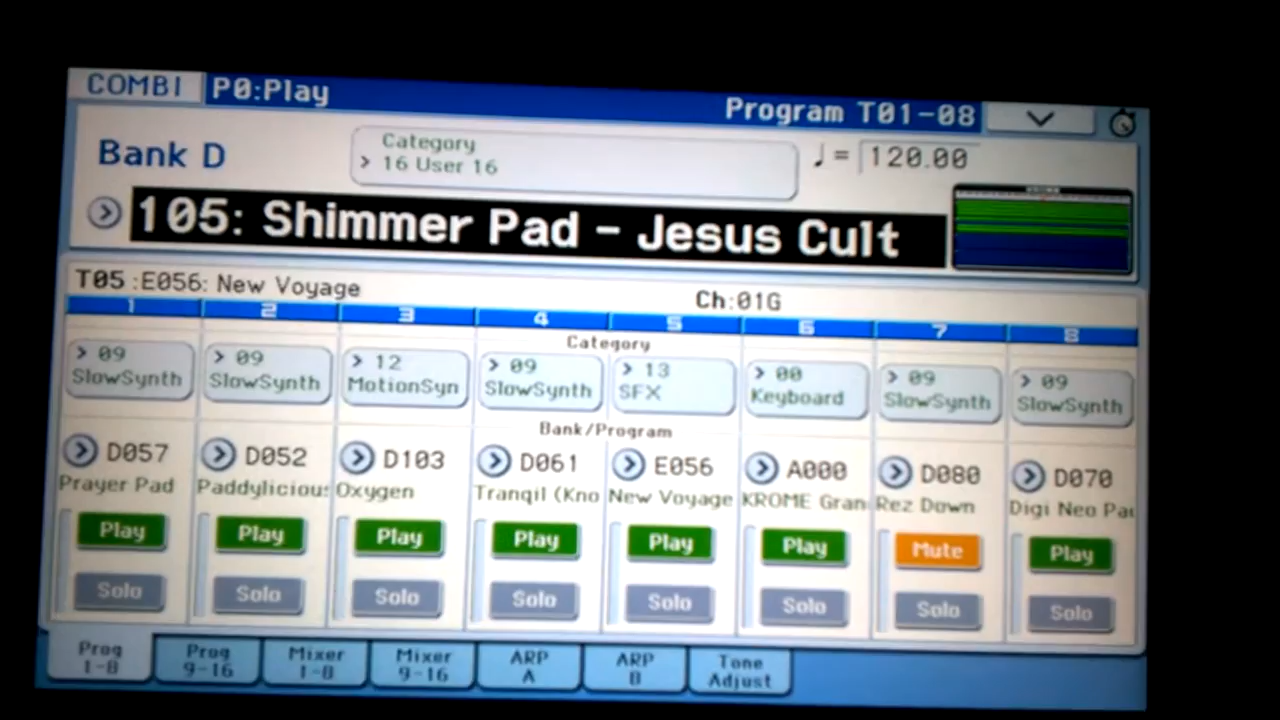 COMBI P0:Play Program T01-08
Bank D
Category
16 User 16
♩= 120.00
105: Shimmer Pad - Jesus Cult
T05 :E056: New Voyage Ch:01G
1 2 3 4 5 6 7 8
Category
09 09 12 09 13 00 09 09
SlowSynth SlowSynth MotionSyn SlowSynth SFX Keyboard SlowSynth SlowSynth
Bank/Program
D057 D052 D103 D061 E056 A000 D080 D070
Prayer Pad Paddylicious Oxygen Tranqil (Kno New Voyage KROME Gran Rez Down Digi Neo Pa
Play Play Play Play Play Play Mute Play
Solo Solo Solo Solo Solo Solo Solo Solo
Prog Prog Mixer Mixer ARP ARP Tone
1-8 9-16 1-8 9-16 A B Adjust